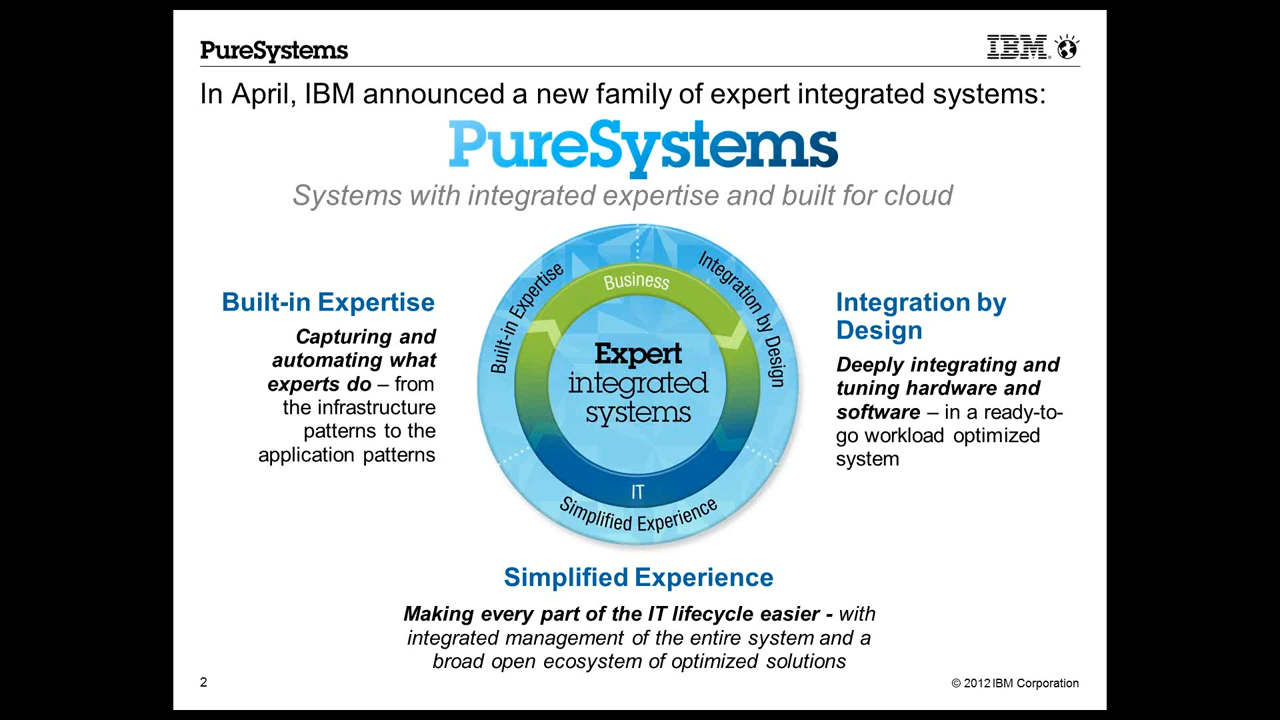 PureSystems
IBM
In April, IBM announced a new family of expert integrated systems:
PureSystems
Systems with integrated expertise and built for cloud
Built-in Expertise
Capturing and
automating what
experts do – from
the infrastructure
patterns to the
application patterns
Built-in Expertise
Integration by Design
Simplified Experience
Business
IT
Expert
integrated
systems
Integration by
Design
Deeply integrating and
tuning hardware and
software – in a ready-to-
go workload optimized
system
Simplified Experience
Making every part of the IT lifecycle easier - with
integrated management of the entire system and a
broad open ecosystem of optimized solutions
2
© 2012 IBM Corporation